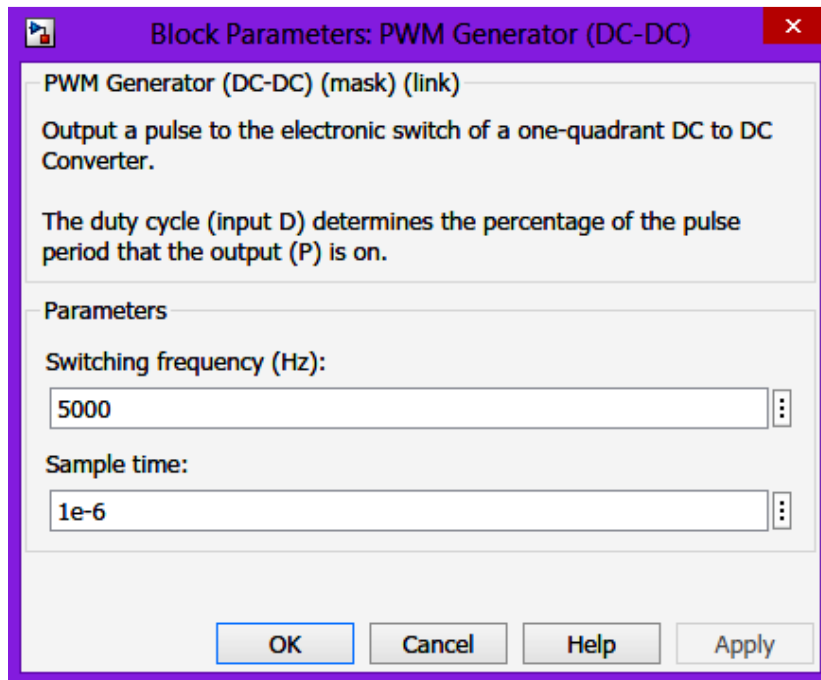 Block Parameters: PWM Generator (DC-DC)
PWM Generator (DC-DC) (mask) (link)
Output a pulse to the electronic switch of a one-quadrant DC to DC
Converter.
The duty cycle (input D) determines the percentage of the pulse
period that the output (P) is on.
Parameters
Switching frequency (Hz):
5000
Sample time:
1e-6
OK Cancel Help Apply